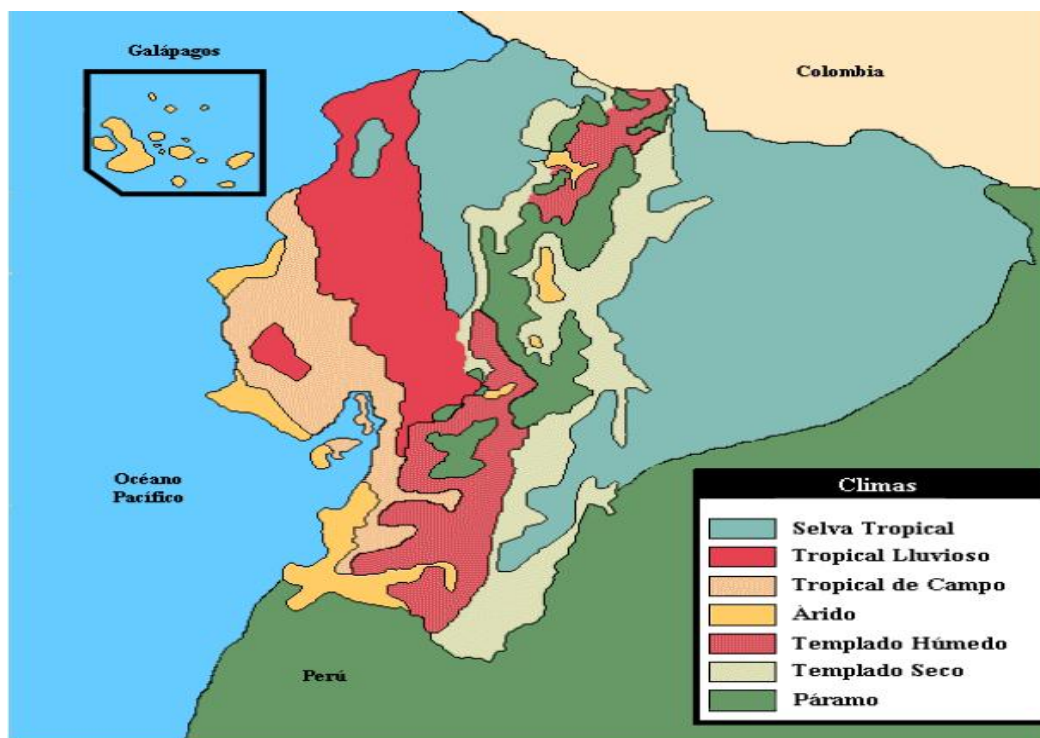 Galápagos
Colombia
Océano
Pacífico
Perú
Climas
Selva Tropical
Tropical Lluvioso
Tropical de Campo
Árido
Templado Húmedo
Templado Seco
Páramo